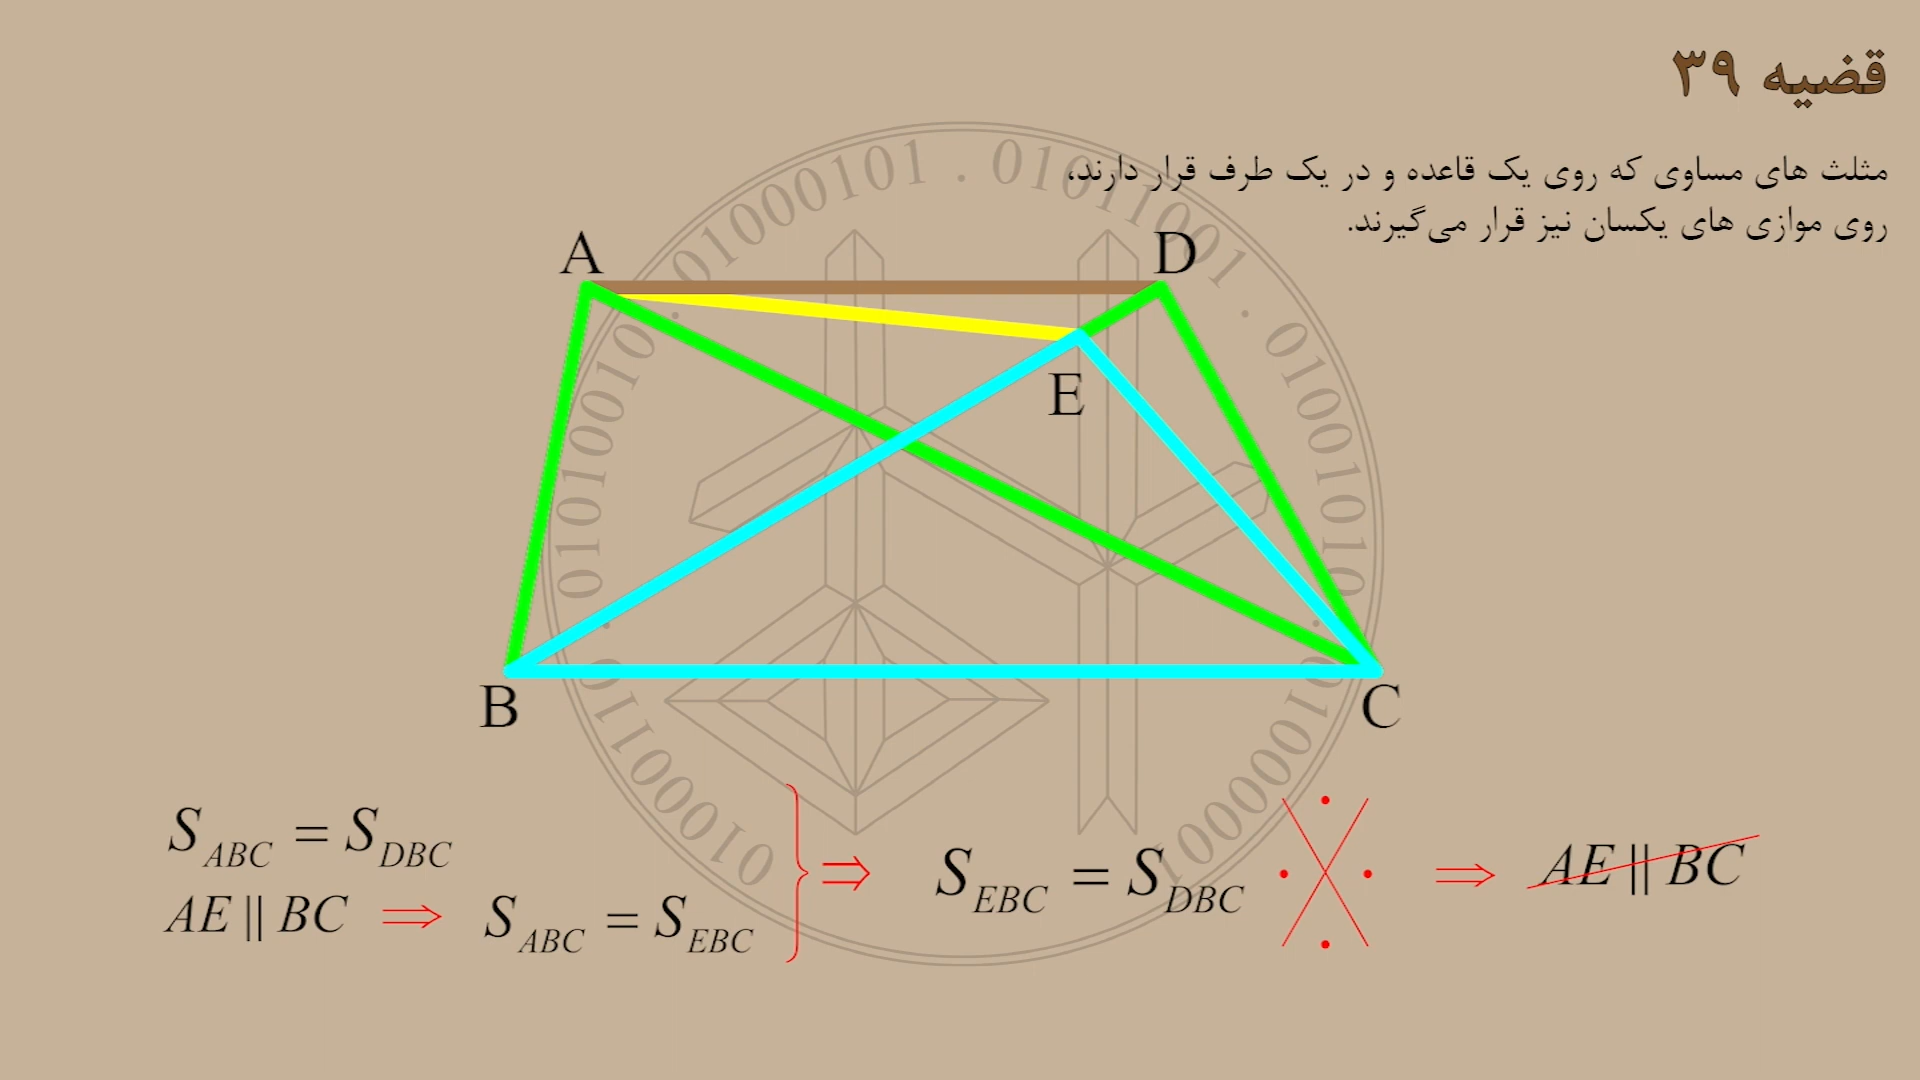 قضیه ۳۹
مثلث های مساوی که روی یک قاعده و در یک طرف قرار دارند،
روی موازی های یکسان نیز قرار می‌گیرند.
A
D
E
B
C
S_ABC = S_DBC
AE || BC ⇒ S_ABC = S_EBC
⇒ S_EBC = S_DBC ⇒ AE || BC